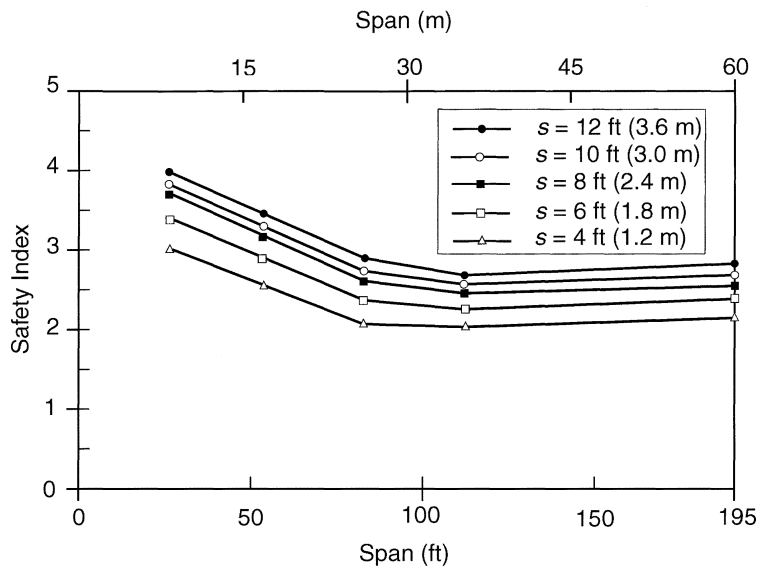 Span (m)
15 30 45 60
5
4
3
2
1
0
Safety Index
s = 12 ft (3.6 m)
s = 10 ft (3.0 m)
s = 8 ft (2.4 m)
s = 6 ft (1.8 m)
s = 4 ft (1.2 m)
0 50 100 150 195
Span (ft)